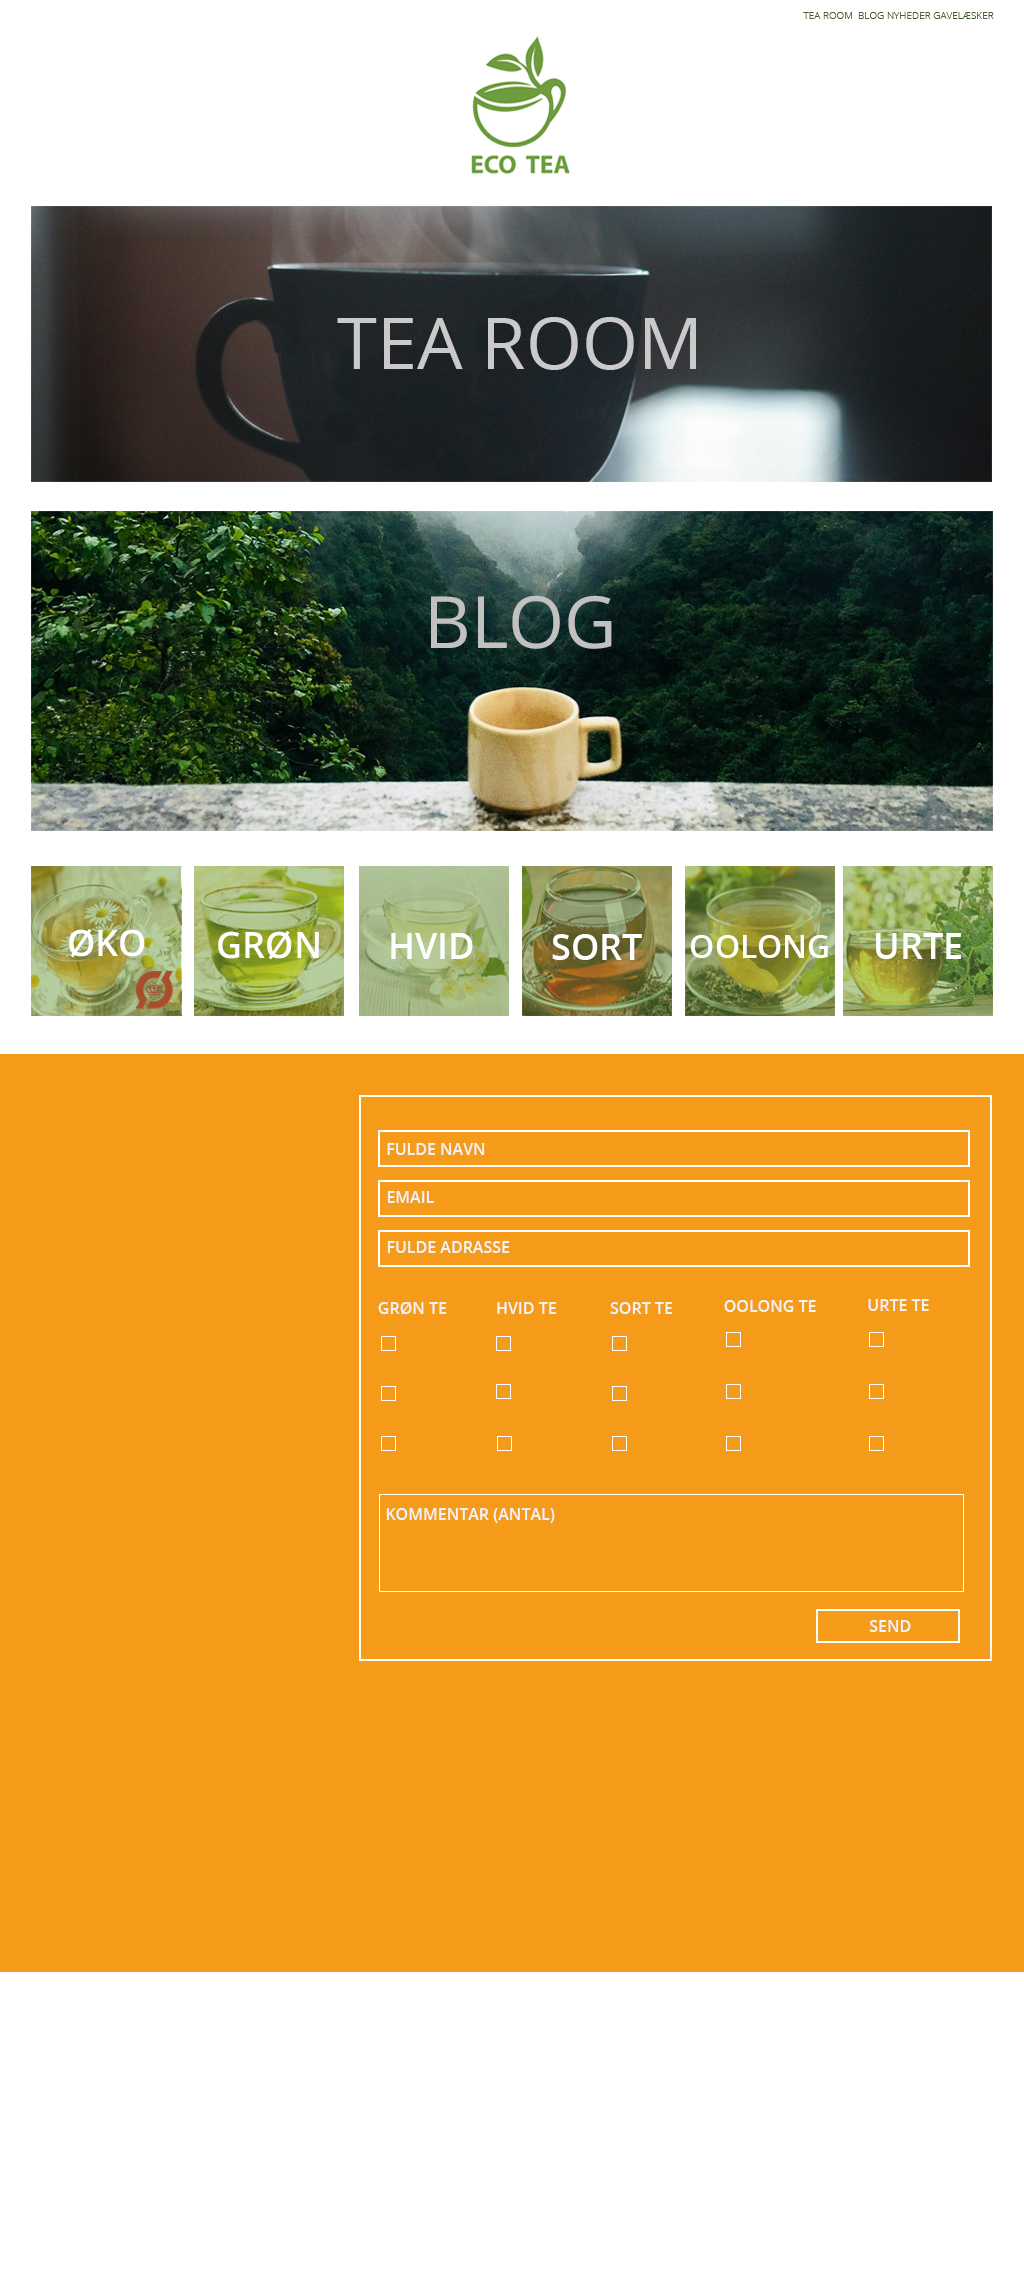 TEA ROOM BLOG NYHEDER GAVELÆSKER
ECO TEA
TEA ROOM
BLOG
ØKO GRØN HVID SORT OOLONG URTE
FULDE NAVN
EMAIL
FULDE ADRASSE
GRØN TE HVID TE SORT TE OOLONG TE URTE TE
KOMMENTAR (ANTAL)
SEND